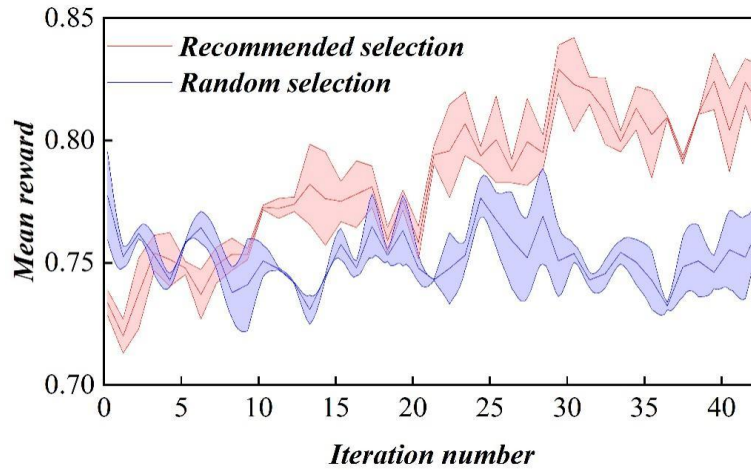 0.85
Recommended selection
Random selection
0.80
0.75
0.70
Mean reward
0 5 10 15 20 25 30 35 40
Iteration number